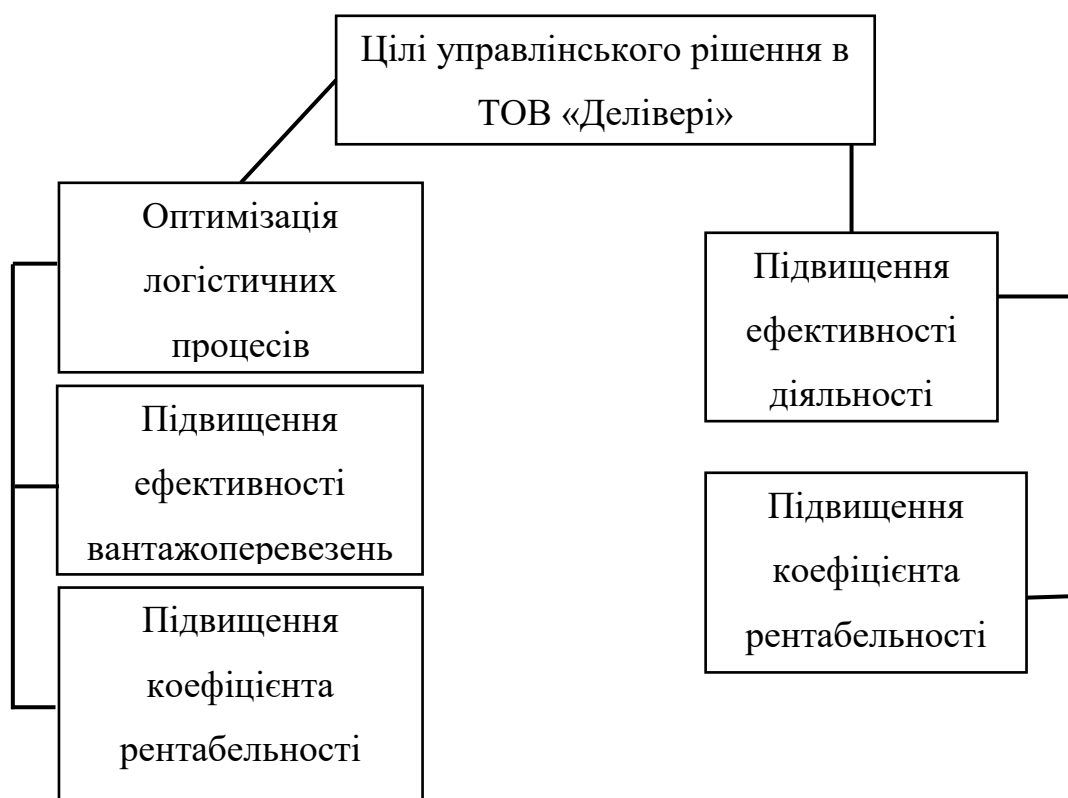 Цілі управлінського рішення в
ТОВ «Делівері»
Оптимізація
логістичних
процесів
Підвищення
ефективності
вантажоперевезень
Підвищення
коефіцієнта
рентабельності
Підвищення
ефективності
діяльності
Підвищення
коефіцієнта
рентабельності